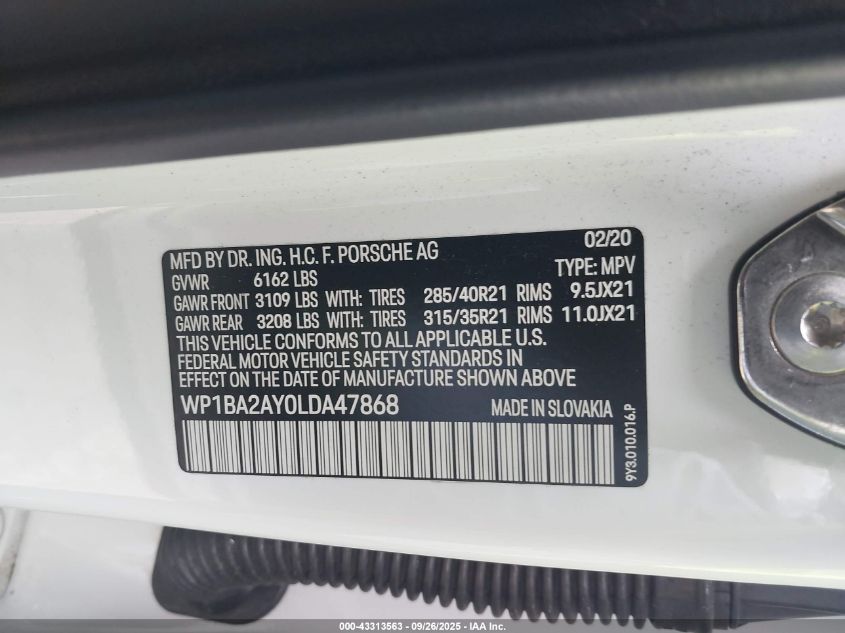 MFD BY DR. ING. H.C. F. PORSCHE AG 02/20
GVWR 6162 LBS TYPE: MPV
GAWR FRONT 3109 LBS WITH: TIRES 285/40R21 RIMS 9.5JX21
GAWR REAR 3208 LBS WITH: TIRES 315/35R21 RIMS 11.0JX21
THIS VEHICLE CONFORMS TO ALL APPLICABLE U.S.
FEDERAL MOTOR VEHICLE SAFETY STANDARDS IN
EFFECT ON THE DATE OF MANUFACTURE SHOWN ABOVE
WP1BA2AY0LDA47868 MADE IN SLOVAKIA
9Y3.010.016.P
000-43313563 - 09/26/2025 - IAA Inc.